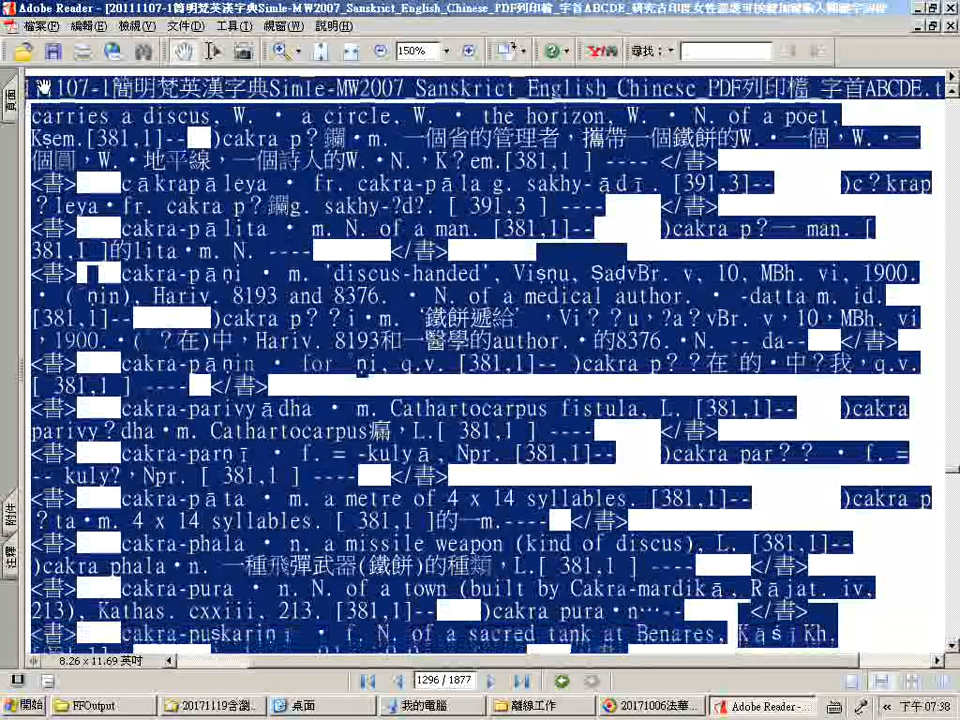 Adobe Reader - [20111107-1簡明梵英漢字典Simle-MW2007_Sanskrict_English_Chinese_PDF列印檔_字首ABCDE_研究古印度女性
檔案(F) 編輯(E) 檢視(V) 文件(D) 工具(T) 視窗(W) 說明(H)
150% 尋找：
107-1簡明梵英漢字典Simle-MW2007_Sanskrict_English_Chinese_PDF列印檔_字首ABCDE.t
carries a discus, W. • a circle, W. • the horizon, W. • N. of a poet,
Kṣem.[381,1]-- )cakra p？鑭•m. 一個省的管理者，攜帶一個鐵餅的W.•一個，W.•一
個圓，W.•地平線，一個詩人的W.•N.，K？em.[381,1 ] ---- </書>
<書> cākrapāleya • fr. cakra-pāla g. sakhy-ādī. [391,3]-- )c？krap
？leya•fr. cakra p？鑭g. sakhy-?d?. [ 391,3 ] ---- </書>
<書> cakra-pālita • m. N. of a man. [381,1]-- )cakra p？一 man. [
381,1 ]的lita•m. N. ---- </書>
<書> cakra-pāṇi • m. 'discus-handed', Viṣṇu, ṢaḍvBr. v, 10, MBh. vi, 1900.
• ( ṇin), Hariv. 8193 and 8376. • N. of a medical author. • -datta m. id.
[381,1]-- )cakra p？？i•m. '鐵餅遞給'，Vi？？u，?a？vBr. v，10，MBh. vi
，1900.•( ？在)中，Hariv. 8193和一醫學的author.•的8376.N. -- da-- </書>
<書> cakra-pāṇin for ṇi, q.v. [381,1]-- )cakra p？？在'的•中？我，q.v.
[ 381,1 ] ---- </書>
<書> cakra-parivyādha • m. Cathartocarpus fistula, L. [381,1]-- )cakra
parivy？dha•m. Cathartocarpus瘺，L.[ 381,1 ] ---- </書>
<書> cakra-parṇī • f. = -kulyā, Npr. [381,1]-- )cakra par？？ • f. =
-- kuly?, Npr. [ 381,1 ] ---- </書>
<書> cakra-pāta • m. a metre of 4 x 14 syllables. [381,1]-- )cakra p
？ta•m. 4 x 14 syllables. [ 381,1 ]的一m.---- </書>
<書> cakra-phala • n. a missile weapon (kind of discus), L. [381,1]--
)cakra phala•n. 一種飛彈武器(鐵餅)的種類，L.[ 381,1 ] ---- </書>
<書> cakra-pura • n. N. of a town (built by Cakra-mardikā, Rājat. iv,
213), Kathas. cxxiii, 213. [381,1]-- )cakra pura•n…-- </書>
<書> cakra-puṣkariṇī • f. N. of a sacred tank at Benares, KāśīKh.
頁面
附件
注釋
8.26 x 11.69 英吋
1296 / 1877
開始 FFOutput 20171119含瀏... 桌面 我的電腦 離線工作 20171006法華... Adobe Reader - [... 下午 07:38